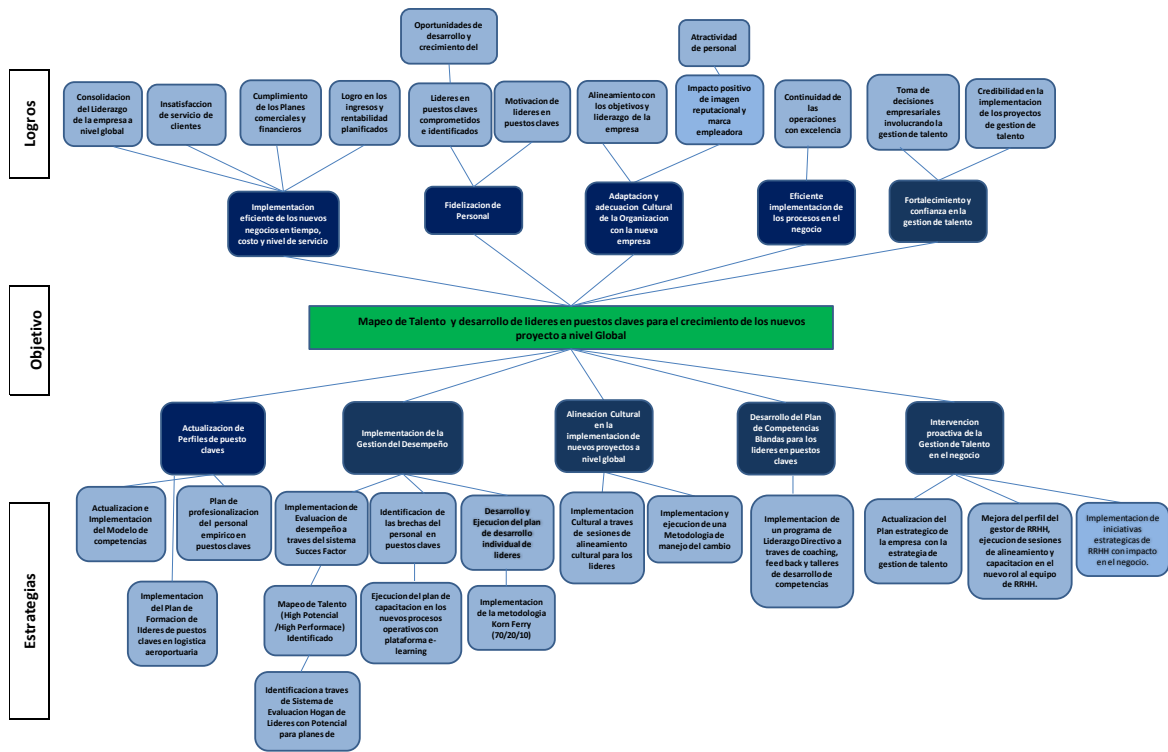 Logros
Oportunidades de
desarrollo y
crecimiento del
Atractividad
de personal
Consolidacion
del Liderazgo
de la empresa a
nivel global
Insatisfaccion
de servicio de
clientes
Cumplimiento
de los Planes
comerciales y
financieros
Logro en los
ingresos y
rentabilidad
planificados
Lideres en
puestos claves
comprometidos
e identificados
Motivacion de
lideres en
puestos claves
Alineamiento con
los objetivos y
liderazgo de la
empresa
Impacto positivo
de imagen
reputacional y
marca
empleadora
Continuidad de
las
operaciones
con excelencia
Toma de
decisiones
empresariales
involucrando la
gestion de talento
Credibilidad en la
implementacion
de los proyectos
de gestion de
talento
Implementacion
eficiente de los nuevos
negocios en tiempo,
costo y nivel de servicio
Fidelizacion de
Personal
Adaptacion y
adecuacion Cultural
de la Organizacion
con la nueva
empresa
Eficiente
implementacion de
los procesos en el
negocio
Fortalecimiento y
confianza en la
gestion de talento
Objetivo
Mapeo de Talento y desarrollo de lideres en puestos claves para el crecimiento de los nuevos
proyecto a nivel Global
Estrategias
Actualizacion de
Perfiles de puesto
claves
Implementacion de la
Gestion del Desempeño
Alineacion Cultural
en la
implementacion de
nuevos proyectos a
nivel global
Desarrollo del Plan
de Competencias
Blandas para los
lideres en puestos
claves
Intervencion
proactiva de la
Gestion de Talento
en el negocio
Actualizacion e
Implementacion
del Modelo de
competencias
Plan de
profesionalizacion
del personal
empirico en
puestos claves
Implementacion de
Evaluacion de
desempeño a
traves del sistema
Succes Factor
Identificacion de
las brechas del
personal en
puestos claves
Desarrollo y
Ejecucion del plan
de desarrollo
individual de
lideres
Implementacion
Cultural a traves
de sesiones de
alineamiento
cultural para los
lideres
Implementacion y
ejecucion de una
Metodologia de
manejo del cambio
Implementacion de
un programa de
Liderazgo Directivo
a traves de coaching,
feed back y talleres
de desarrollo de
competencias
Actualizacion del
Plan estrategico de
la empresa con la
estrategia de
gestion de talento
Mejora del perfil del
gestor de RRHH,
ejecucion de sesiones
de alineamiento y
capacitacion en el
nuevo rol al equipo
de RRHH.
Implementacion
de iniciativas
estrategicas de
RRHH con impacto
en el negocio.
Implementacion
del Plan de
Formacion de
lideres de puestos
claves en logistica
aeroportuaria
Mapeo de Talento
(High Potencial
/High Performace)
Identificado
Ejecucion del plan de
capacitacion en los
nuevos procesos
operativos con
plataforma e-
learning
Implementacion
de la metodologia
Korn Ferry
(70/20/10)
Identificacion a traves
de Sistema de
Evaluacion Hogan de
Lideres con Potencial
para planes de